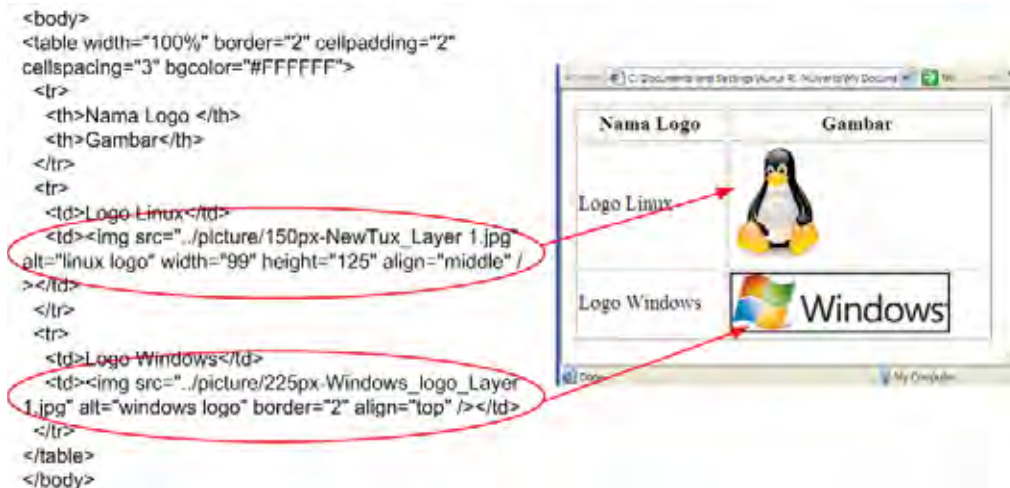 <body>
<table width="100%" border="2" cellpadding="2"
cellspacing="3" bgcolor="#FFFFFF">
<tr>
<th>Nama Logo </th>
<th>Gambar</th>
</tr>
<tr>
<td>Logo Linux</td>
<td><img src="../picture/150px-NewTux_Layer 1.jpg"
alt="linux logo" width="99" height="125" align="middle" /
></td>
</tr>
<tr>
<td>Logo Windows</td>
<td><img src="../picture/225px-Windows_logo_Layer
1.jpg" alt="windows logo" border="2" align="top" /></td>
</tr>
</table>
</body>
C:\Documents and Settings\
Nama Logo Gambar
Logo Linux
Logo Windows Windows
My Computer